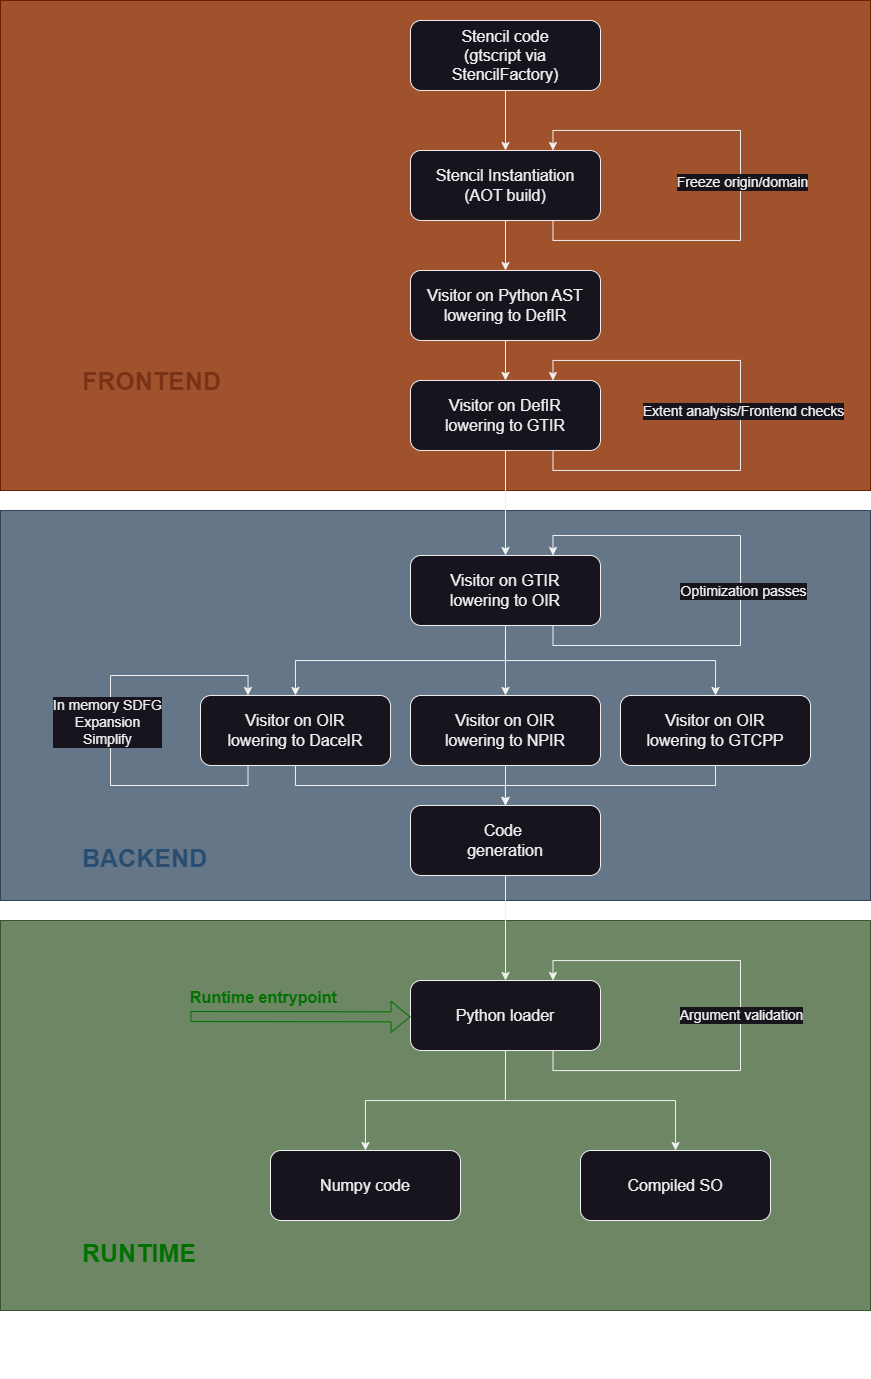 Stencil code
(gtscript via
StencilFactory)
Stencil Instantiation
(AOT build)
Freeze origin/domain
Visitor on Python AST
lowering to DefIR
FRONTEND
Visitor on DefIR
lowering to GTIR
Extent analysis/Frontend checks
Visitor on GTIR
lowering to OIR
Optimization passes
In memory SDFG
Expansion
Simplify
Visitor on OIR
lowering to DaceIR
Visitor on OIR
lowering to NPIR
Visitor on OIR
lowering to GTCPP
Code
generation
BACKEND
Runtime entrypoint
Python loader
Argument validation
Numpy code
Compiled SO
RUNTIME